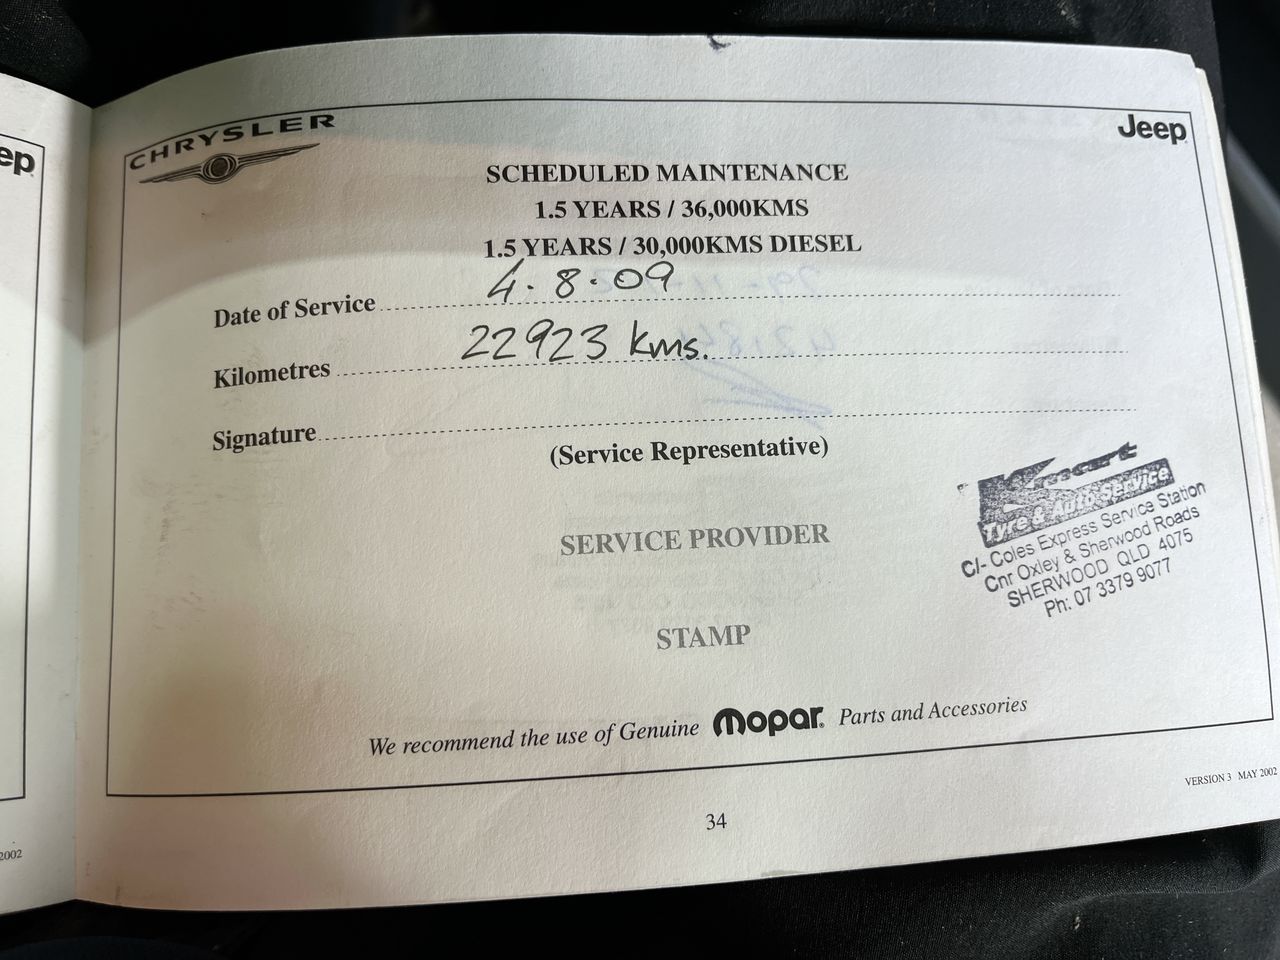 ep
CHRYSLER
Jeep
SCHEDULED MAINTENANCE
1.5 YEARS / 36,000KMS
1.5 YEARS / 30,000KMS DIESEL
Date of Service 4.8.09
Kilometres 22923 kms.
Signature
(Service Representative)
SERVICE PROVIDER
STAMP
Tyre & Auto Service
C/- Coles Express Service Station
Cnr Oxley & Sherwood Roads
SHERWOOD QLD 4075
Ph: 07 3379 9077
We recommend the use of Genuine Mopar Parts and Accessories
VERSION 3 MAY 2002
34
2002